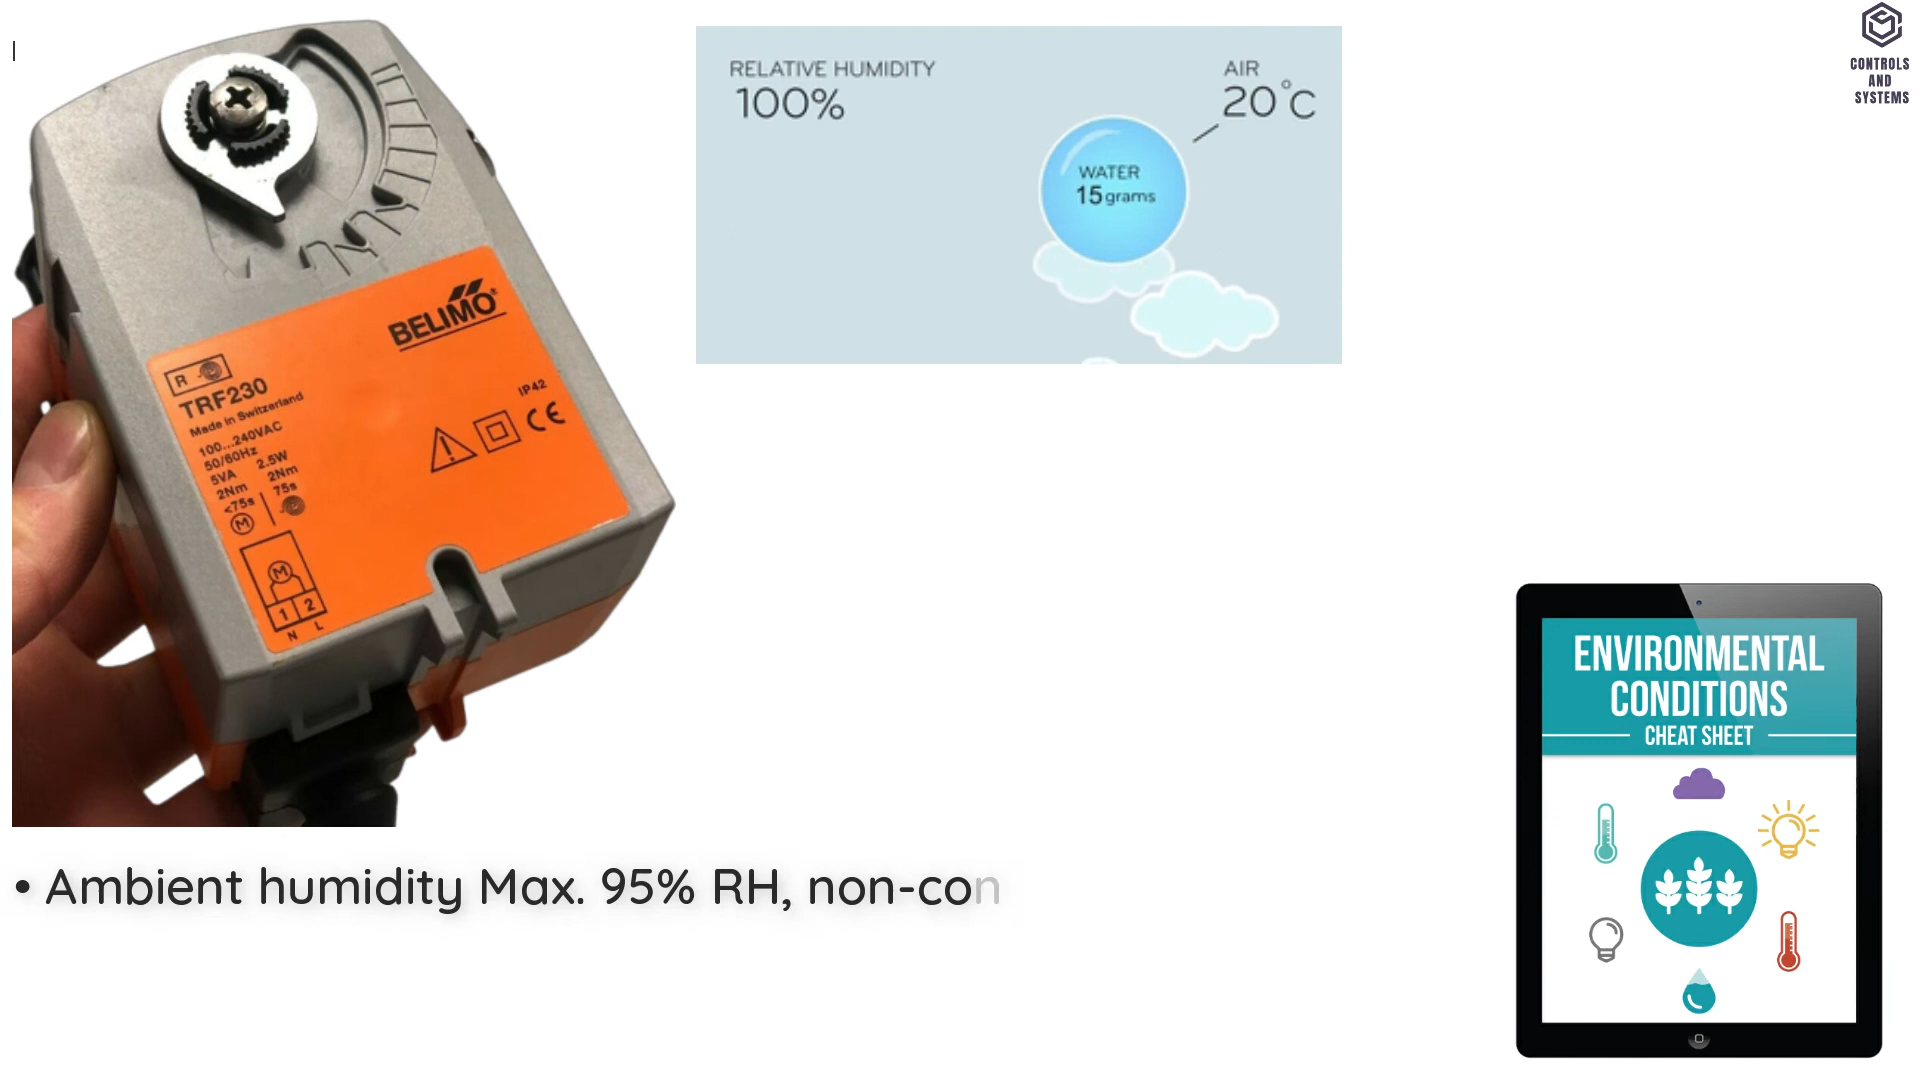 RELATIVE HUMIDITY
100%
AIR
20°C
WATER
15 grams
CONTROLS
AND
SYSTEMS
BELIMO®
R
TRF230
Made in Switzerland
IP42
100...240VAC
50/60Hz
5VA 2.5W
2Nm 2Nm
<75s 75s
M
CE
M
1 2
N L
ENVIRONMENTAL
CONDITIONS
CHEAT SHEET
• Ambient humidity Max. 95% RH, non-con